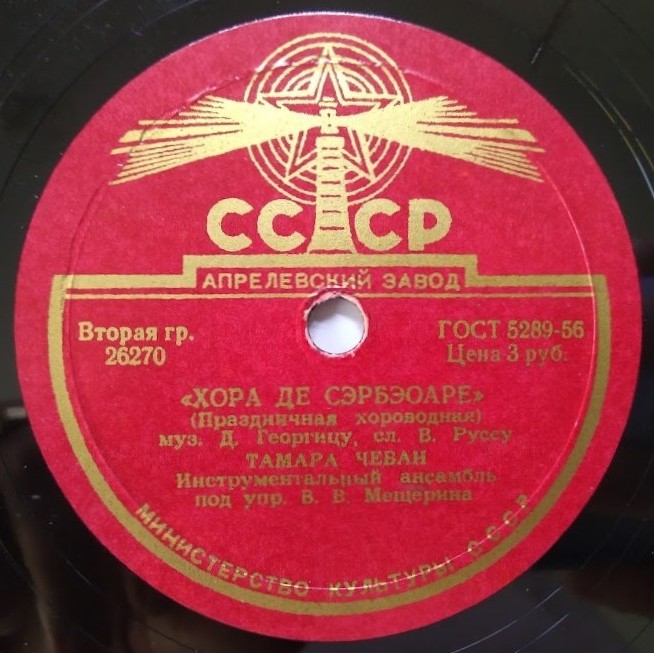 СССР
АПРЕЛЕВСКИЙ ЗАВОД
Вторая гр.
26270
ГОСТ 5289-56
Цена 3 руб.
«ХОРА ДЕ СЭРБЭОАРЕ»
(Праздничная хороводная)
муз. Д. Георгицу, сл. В. Руссу
ТАМАРА ЧЕБАН
Инструментальный ансамбль
под упр. В. В. Мещерина
МИНИСТЕРСТВО КУЛЬТУРЫ СССР